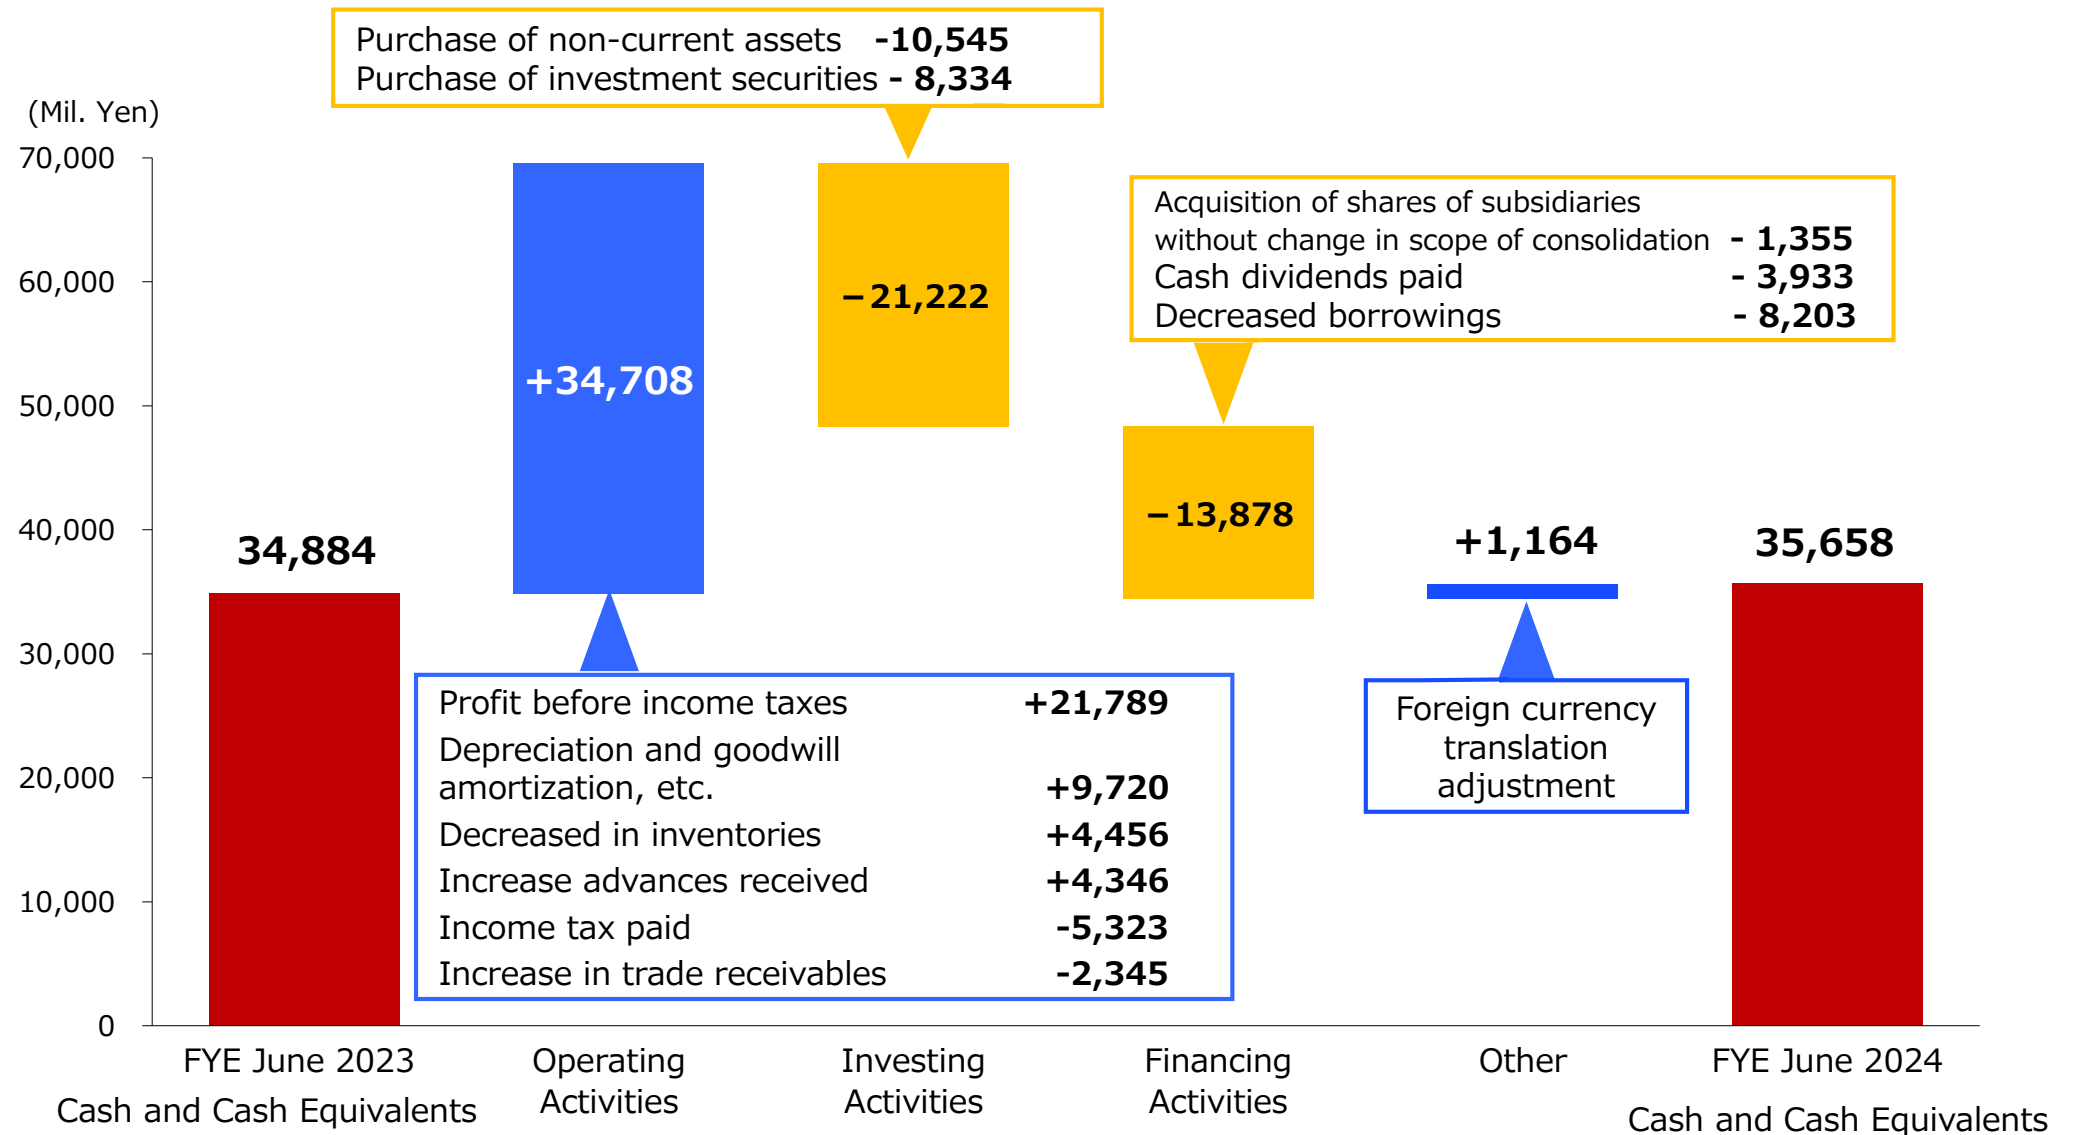 Purchase of non-current assets -10,545
Purchase of investment securities - 8,334
(Mil. Yen)
70,000
60,000
50,000
40,000
30,000
20,000
10,000
0
Acquisition of shares of subsidiaries
without change in scope of consolidation - 1,355
Cash dividends paid - 3,933
Decreased borrowings - 8,203
34,884
+34,708
−21,222
−13,878
+1,164
35,658
Profit before income taxes +21,789
Depreciation and goodwill
amortization, etc. +9,720
Decreased in inventories +4,456
Increase advances received +4,346
Income tax paid -5,323
Increase in trade receivables -2,345
Foreign currency
translation
adjustment
FYE June 2023
Cash and Cash Equivalents
Operating
Activities
Investing
Activities
Financing
Activities
Other
FYE June 2024
Cash and Cash Equivalents